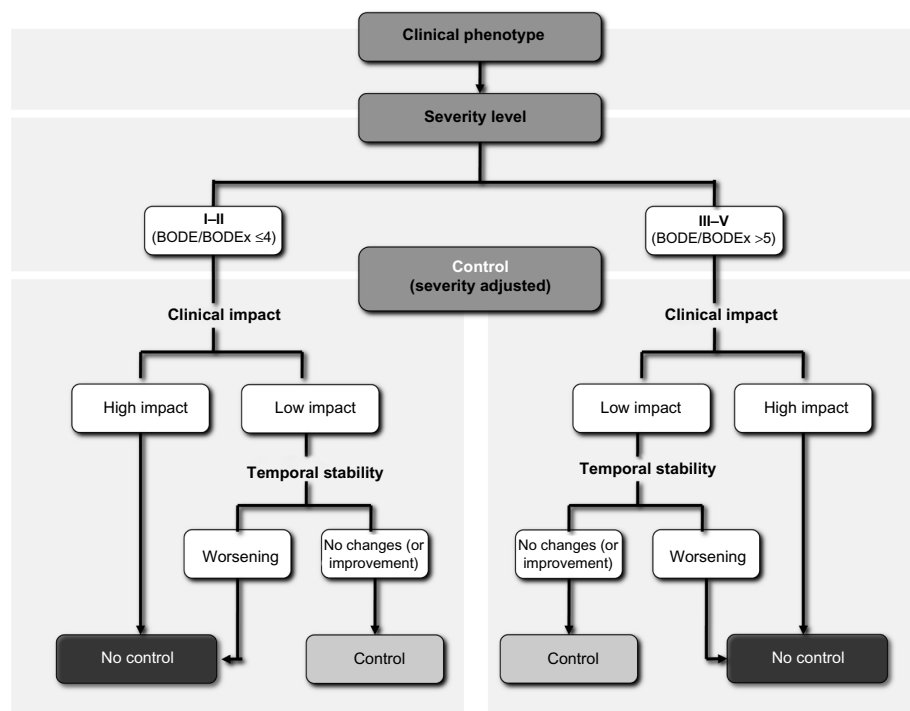 Clinical phenotype
Severity level
I–II
(BODE/BODEx ≤4)
III–V
(BODE/BODEx >5)
Control
(severity adjusted)
Clinical impact
Clinical impact
High impact
Low impact
Low impact
High impact
Temporal stability
Temporal stability
Worsening
No changes (or
improvement)
No changes (or
improvement)
Worsening
No control
Control
Control
No control